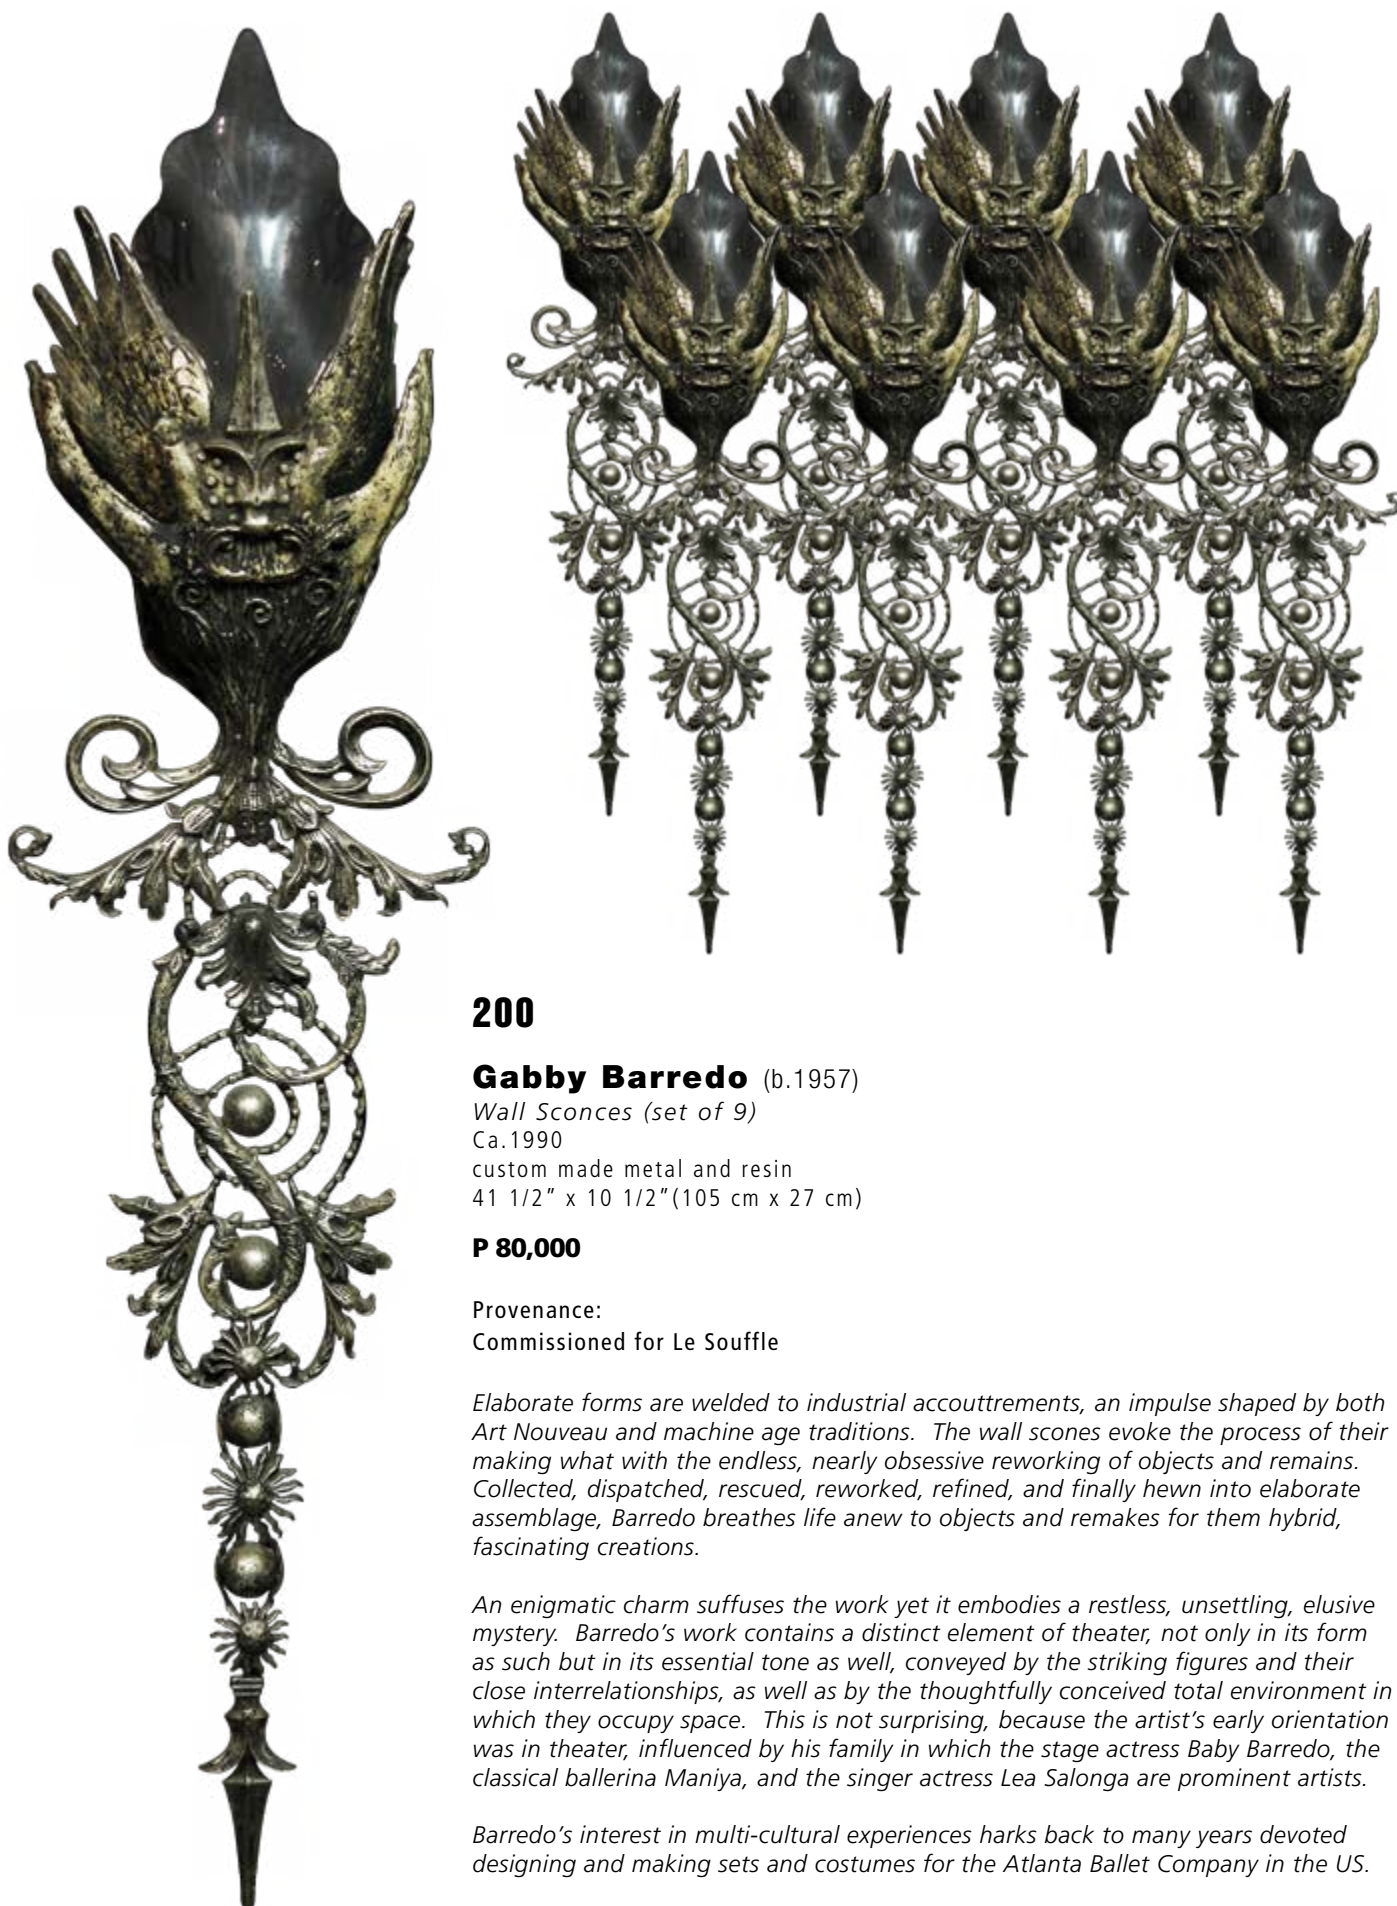 200
Gabby Barredo (b.1957)
Wall Sconces (set of 9)
Ca.1990
custom made metal and resin
41 1/2" x 10 1/2"(105 cm x 27 cm)
P 80,000
Provenance:
Commissioned for Le Souffle
Elaborate forms are welded to industrial accouttrements, an impulse shaped by both
Art Nouveau and machine age traditions. The wall scones evoke the process of their
making what with the endless, nearly obsessive reworking of objects and remains.
Collected, dispatched, rescued, reworked, refined, and finally hewn into elaborate
assemblage, Barredo breathes life anew to objects and remakes for them hybrid,
fascinating creations.
An enigmatic charm suffuses the work yet it embodies a restless, unsettling, elusive
mystery. Barredo's work contains a distinct element of theater, not only in its form
as such but in its essential tone as well, conveyed by the striking figures and their
close interrelationships, as well as by the thoughtfully conceived total environment in
which they occupy space. This is not surprising, because the artist's early orientation
was in theater, influenced by his family in which the stage actress Baby Barredo, the
classical ballerina Maniya, and the singer actress Lea Salonga are prominent artists.
Barredo's interest in multi-cultural experiences harks back to many years devoted
designing and making sets and costumes for the Atlanta Ballet Company in the US.